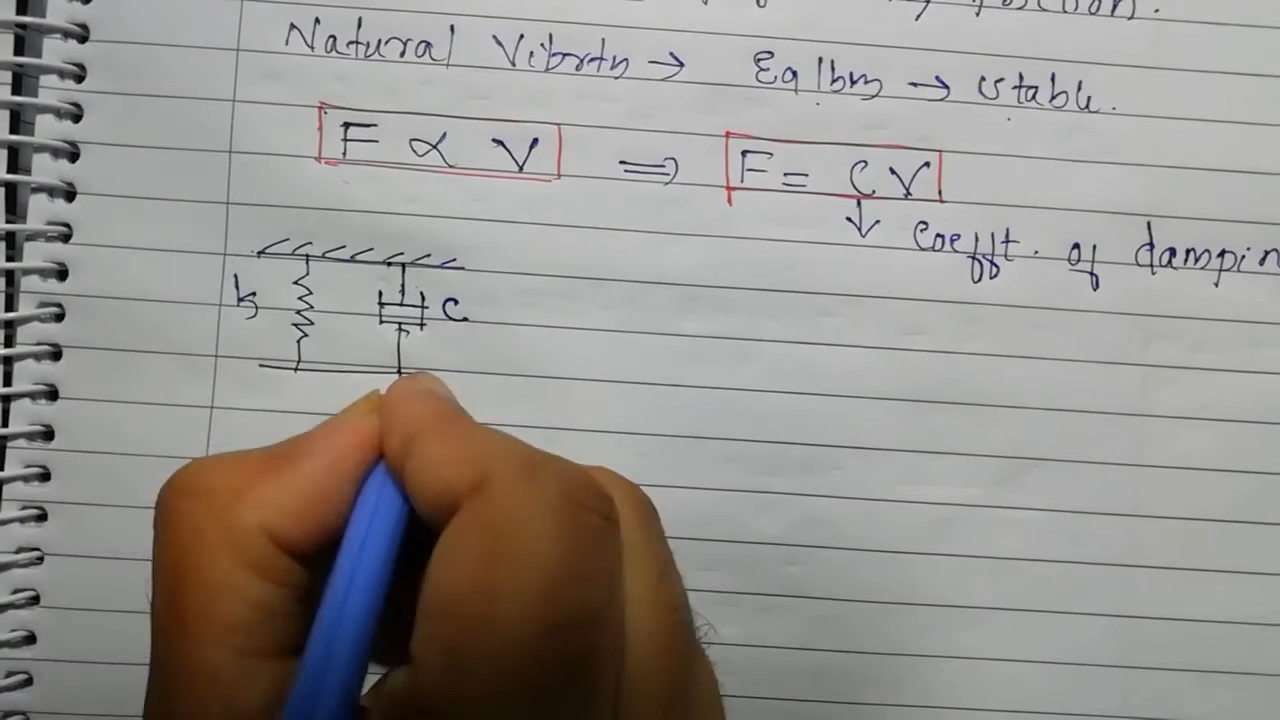 Natural Vibrtn → Eqlbm → stable.
F ∝ V ⇒ F = CV
↓ coefft. of dampin
k C